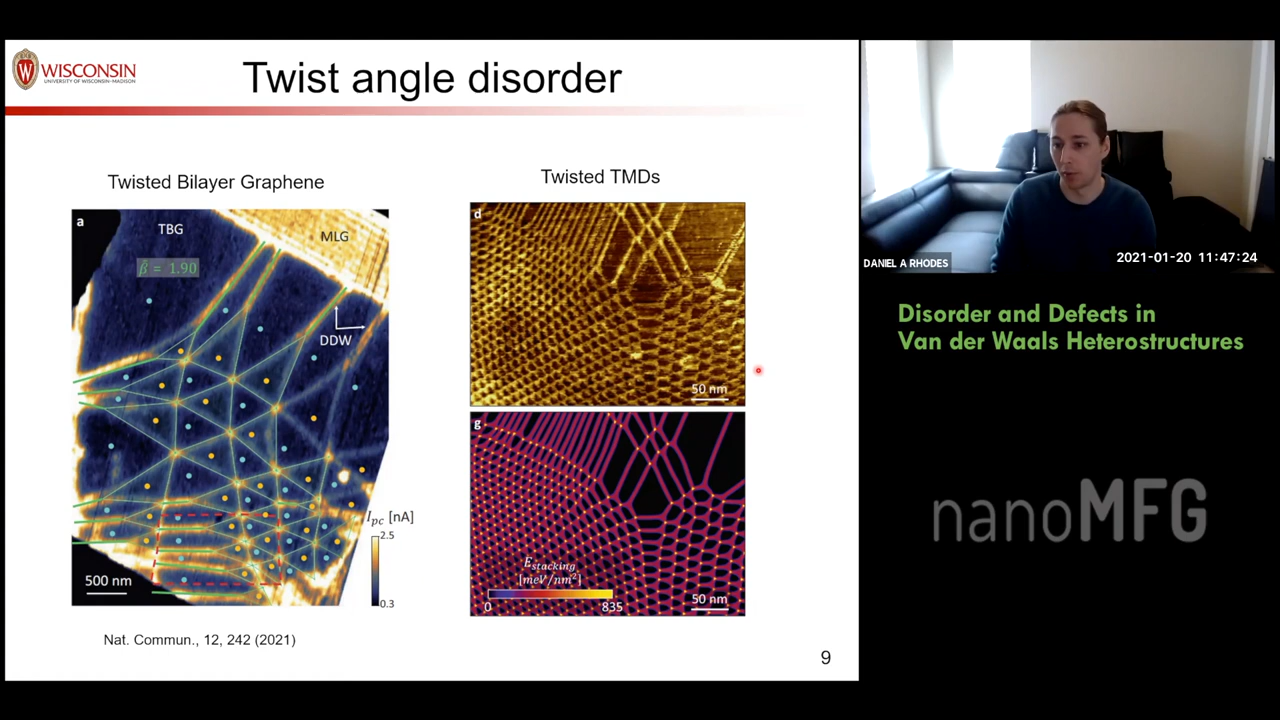 WISCONSIN
UNIVERSITY OF WISCONSIN–MADISON
Twist angle disorder
Twisted Bilayer Graphene
Twisted TMDs
a
TBG
MLG
β̄ = 1.90
DDW
I_pc [nA]
2.5
0.3
500 nm
d
50 nm
g
E_stacking
[meV/nm²]
0
835
50 nm
Nat. Commun., 12, 242 (2021)
9
DANIEL A RHODES
2021-01-20 11:47:24
Disorder and Defects in
Van der Waals Heterostructures
nanoMFG